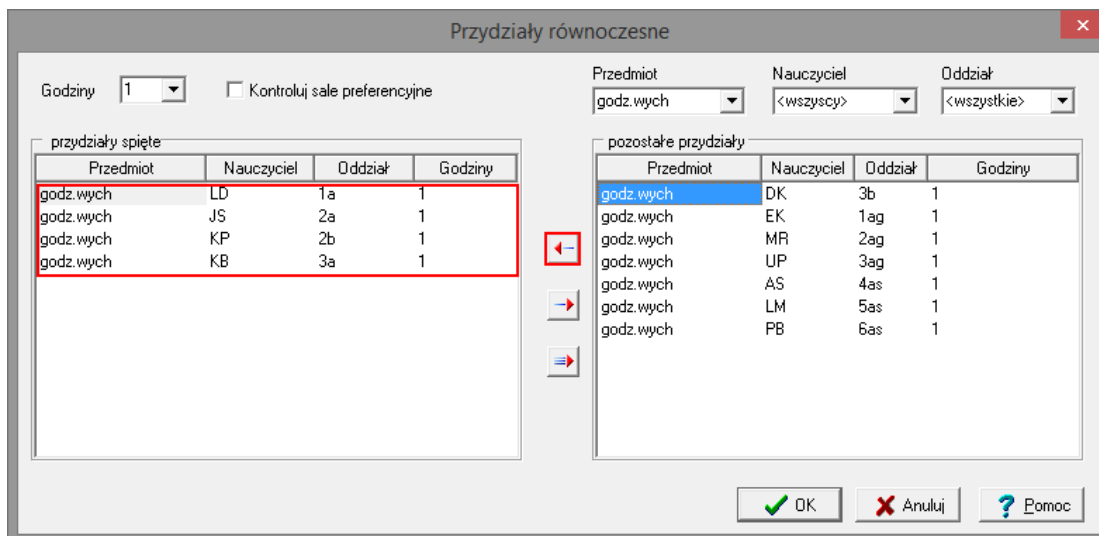 Przydziały równoczesne
Godziny 1 Kontroluj sale preferencyjne
Przedmiot Nauczyciel Oddział
godz.wych <wszyscy> <wszystkie>
przydziały spięte
Przedmiot Nauczyciel Oddział Godziny
godz.wych LD 1a 1
godz.wych JS 2a 1
godz.wych KP 2b 1
godz.wych KB 3a 1
pozostałe przydziały
Przedmiot Nauczyciel Oddział Godziny
godz.wych DK 3b 1
godz.wych EK 1ag 1
godz.wych MR 2ag 1
godz.wych UP 3ag 1
godz.wych AS 4as 1
godz.wych LM 5as 1
godz.wych PB 6as 1
OK Anuluj Pomoc